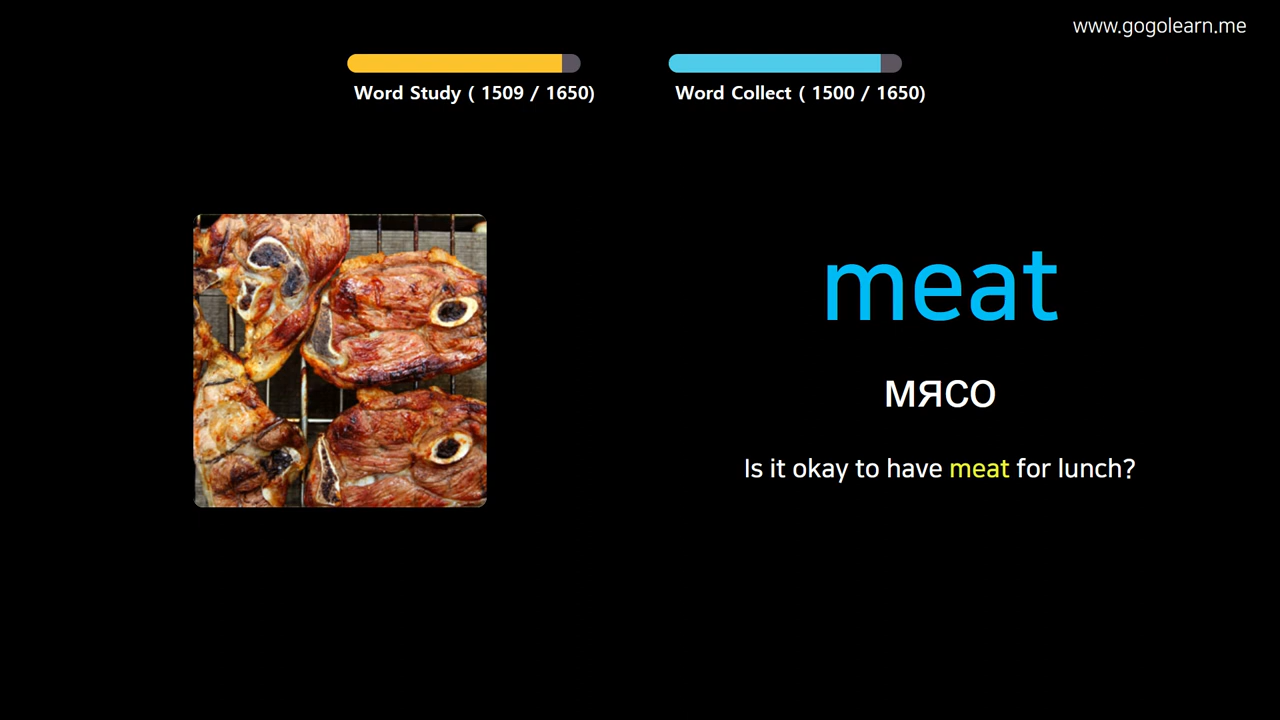 www.gogolearn.me
Word Study ( 1509 / 1650)
Word Collect ( 1500 / 1650)
meat
мясо
Is it okay to have meat for lunch?